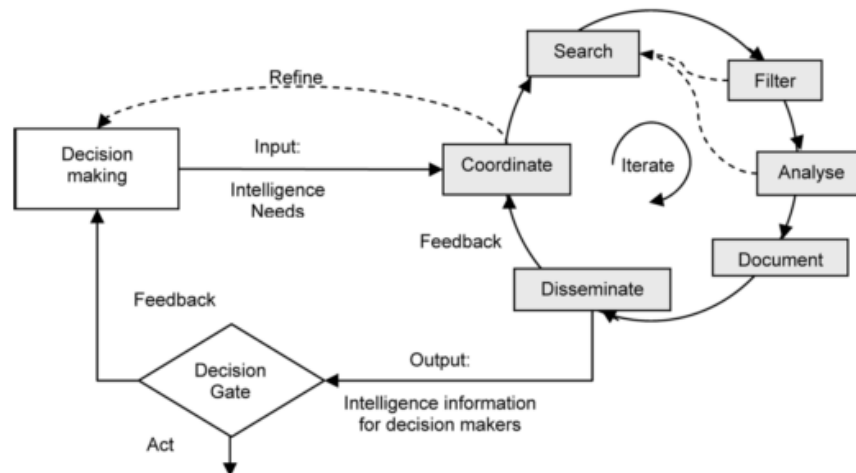 Search
Filter
Refine
Decision
making
Input:
Coordinate
Iterate
Analyse
Intelligence
Needs
Feedback
Document
Disseminate
Feedback
Output:
Decision
Gate
Intelligence information
for decision makers
Act